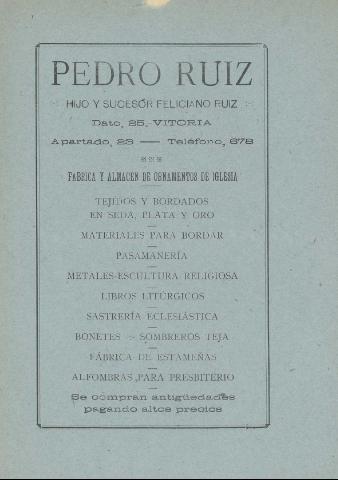 PEDRO RUIZ
HIJO Y SUCESOR FELICIANO RUIZ
Dato, 25,-VITORIA
Apartado, 23 — Teléfono, 678
FABRICA Y ALMACEN DE ORNAMENTOS DE IGLESIA
TEJIDOS Y BORDADOS
EN SEDA, PLATA Y ORO
MATERIALES PARA BORDAR
PASAMANERÍA
METALES-ESCULTURA RELIGIOSA
LIBROS LITÚRGICOS
SASTRERÍA ECLESIÁSTICA
BONETES - SOMBREROS TEJA
FÁBRICA DE ESTAMEÑAS
ALFOMBRAS PARA PRESBITERIO
Se compran antigüedades
pagando altos precios